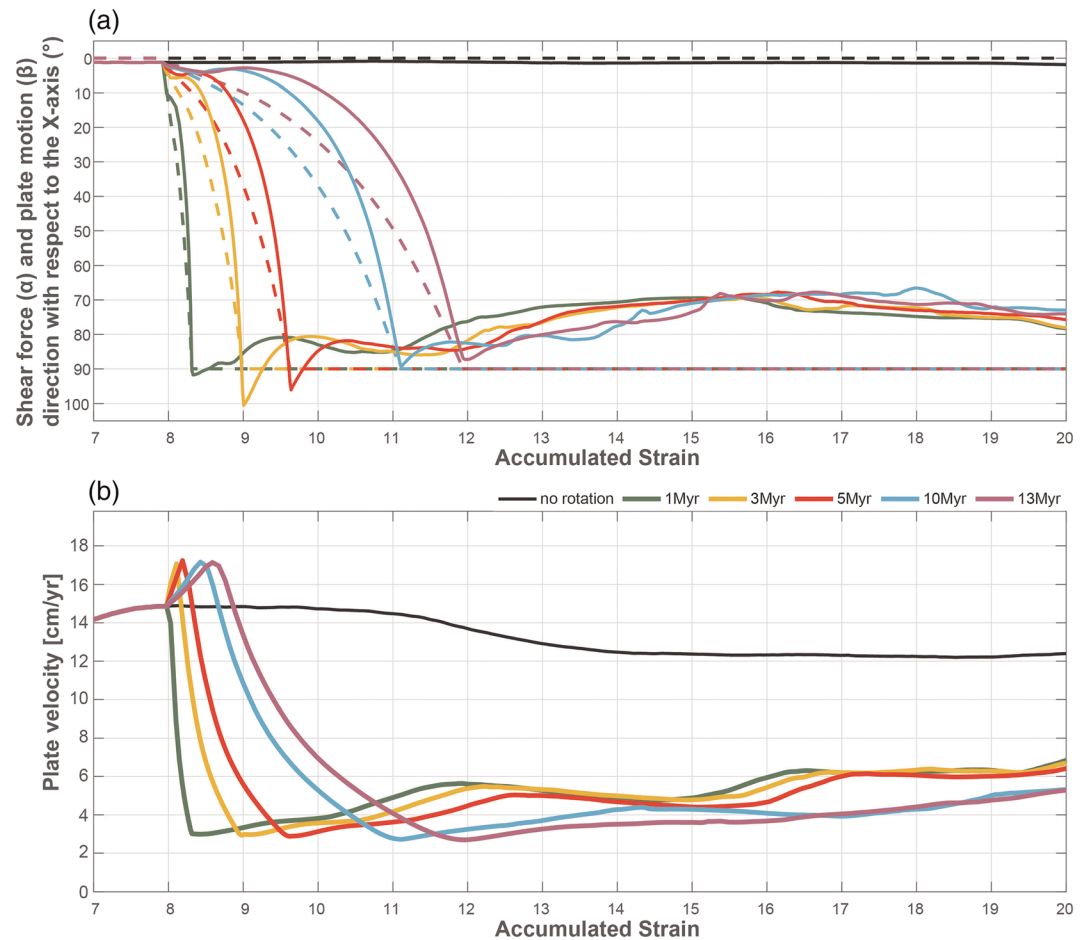 (a)
Shear force (α) and plate motion (β)
direction with respect to the X-axis (°)
0
10
20
30
40
50
60
70
80
90
100
7 8 9 10 11 12 13 14 15 16 17 18 19 20
Accumulated Strain
(b)
no rotation 1Myr 3Myr 5Myr 10Myr 13Myr
Plate velocity [cm/yr]
18
16
14
12
10
8
6
4
2
0
7 8 9 10 11 12 13 14 15 16 17 18 19 20
Accumulated Strain